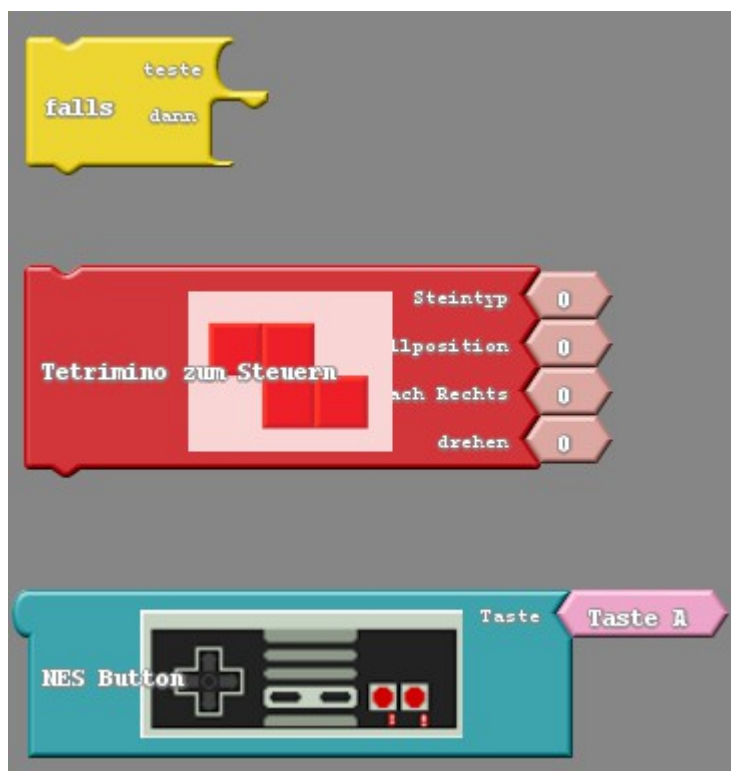 teste
falls
dann
Steintyp 0
llposition 0
Tetrimino zum Steuern
ach Rechts 0
drehen 0
Taste Taste A
NES Button